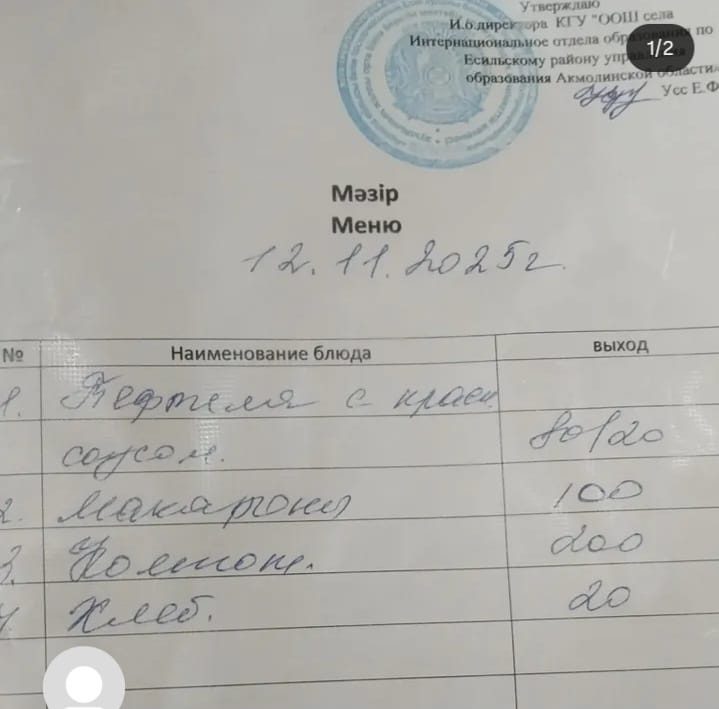 Утверждаю
И.о.директора КГУ "ООШ села
Интернациональное отдела образования по
Есильскому району управления
образования Акмолинской области"
Усс Е.Ф
1/2
Мәзір
Меню
12.11.2025г.
№ Наименование блюда выход
1. Тефтеля с красн.
соусом. 80/20
2. Макароны 100
3. Компот. 200
4. Хлеб. 20